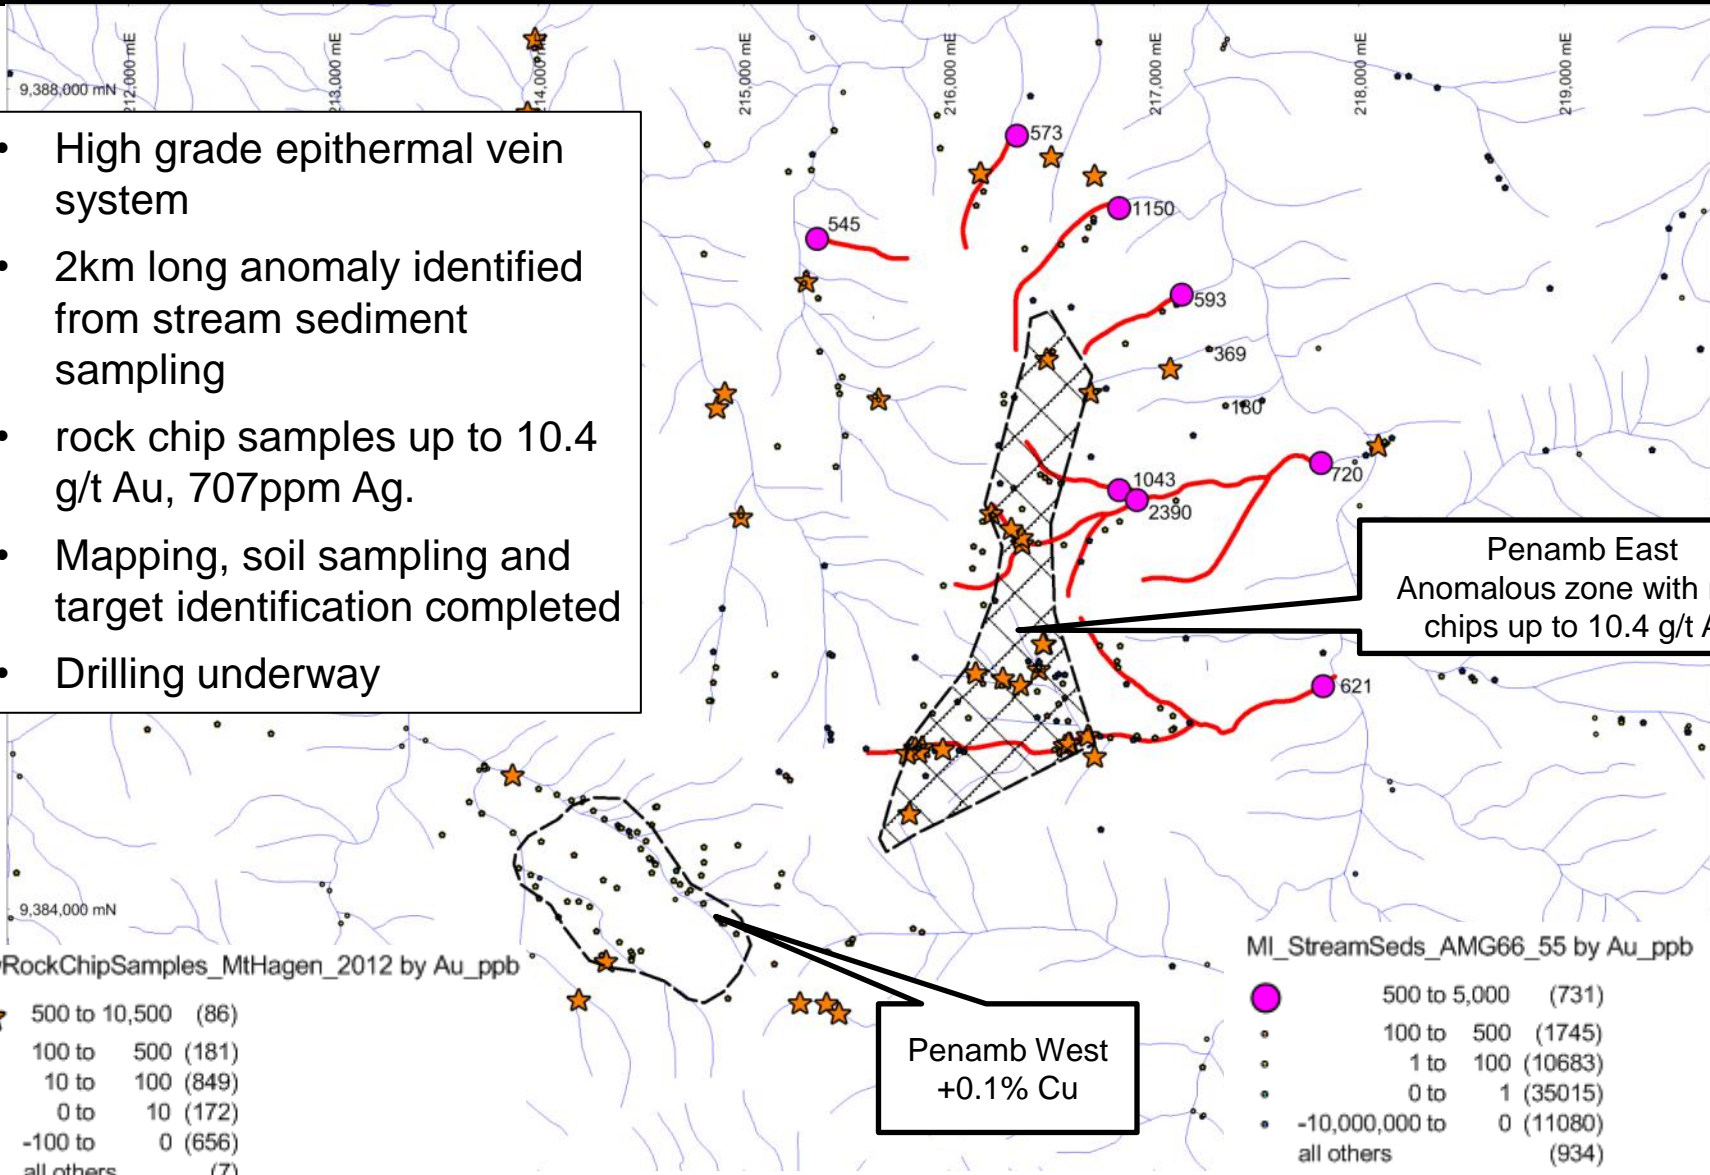 9,388,000 mN
212,000 mE
213,000 mE
214,000 mE
215,000 mE
216,000 mE
217,000 mE
218,000 mE
219,000 mE
• High grade epithermal vein
system
• 2km long anomaly identified
from stream sediment
sampling
• rock chip samples up to 10.4
g/t Au, 707ppm Ag.
• Mapping, soil sampling and
target identification completed
• Drilling underway
573
1150
545
593
369
180
720
1043
2390
621
Penamb East
Anomalous zone with
chips up to 10.4 g/t
9,384,000 mN
Penamb West
+0.1% Cu
RockChipSamples_MtHagen_2012 by Au_ppb
500 to 10,500 (86)
100 to 500 (181)
10 to 100 (849)
0 to 10 (172)
-100 to 0 (656)
all others (7)
MI_StreamSeds_AMG66_55 by Au_ppb
500 to 5,000 (731)
100 to 500 (1745)
1 to 100 (10683)
0 to 1 (35015)
-10,000,000 to 0 (11080)
all others (934)